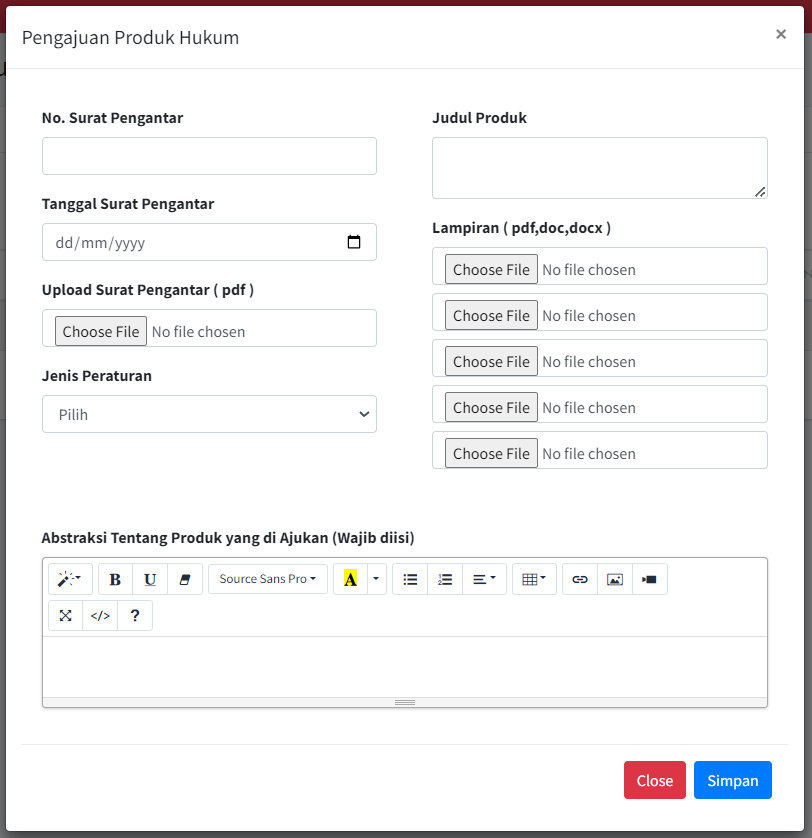 Pengajuan Produk Hukum ×
No. Surat Pengantar
Tanggal Surat Pengantar
dd/mm/yyyy
Upload Surat Pengantar ( pdf )
Choose File No file chosen
Jenis Peraturan
Pilih
Judul Produk
Lampiran ( pdf,doc,docx )
Choose File No file chosen
Choose File No file chosen
Choose File No file chosen
Choose File No file chosen
Choose File No file chosen
Abstraksi Tentang Produk yang di Ajukan (Wajib diisi)
B U Source Sans Pro A
</> ?
Close Simpan